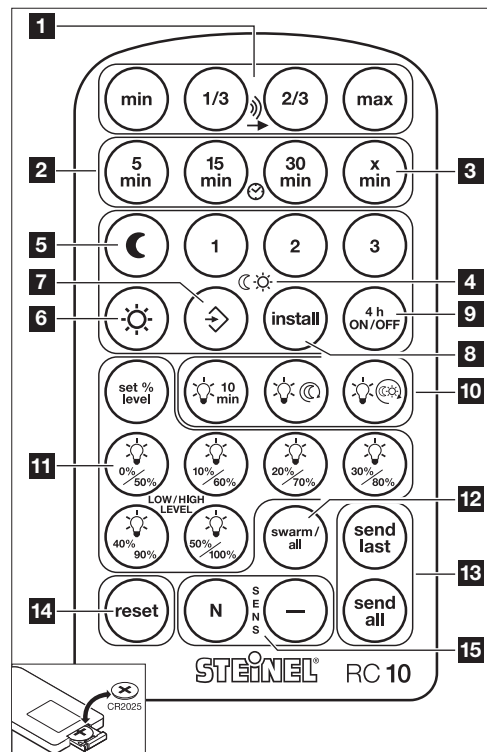 1
min 1/3 2/3 max
2
5 min
15 min
30 min
x min
3
5
1 2 3
4
7
6
install
4 h ON/OFF
9
8
set % level
10 min
10
11
0%/50%
10%/60%
20%/70%
30%/80%
LOW/HIGH LEVEL
40%/90%
50%/100%
swarm/all
12
send last
13
14
reset
N
SENS
—
send all
15
STEINEL® RC 10
CR2025